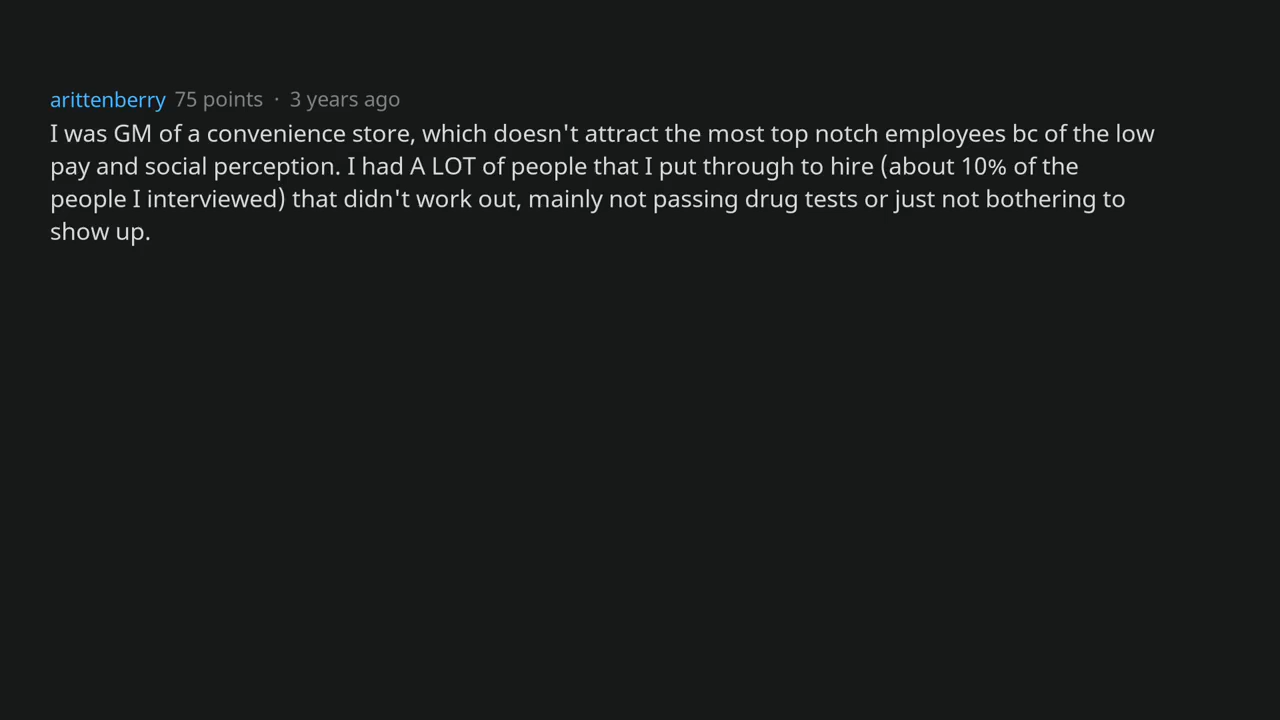 arittenberry 75 points · 3 years ago
I was GM of a convenience store, which doesn't attract the most top notch employees bc of the low
pay and social perception. I had A LOT of people that I put through to hire (about 10% of the
people I interviewed) that didn't work out, mainly not passing drug tests or just not bothering to
show up.